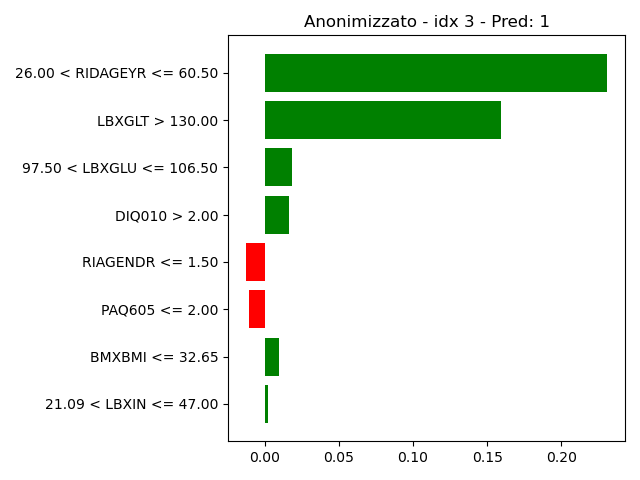 Anonimizzato - idx 3 - Pred: 1
26.00 < RIDAGEYR <= 60.50
LBXGLT > 130.00
97.50 < LBXGLU <= 106.50
DIQ010 > 2.00
RIAGENDR <= 1.50
PAQ605 <= 2.00
BMXBMI <= 32.65
21.09 < LBXIN <= 47.00
0.00 0.05 0.10 0.15 0.20